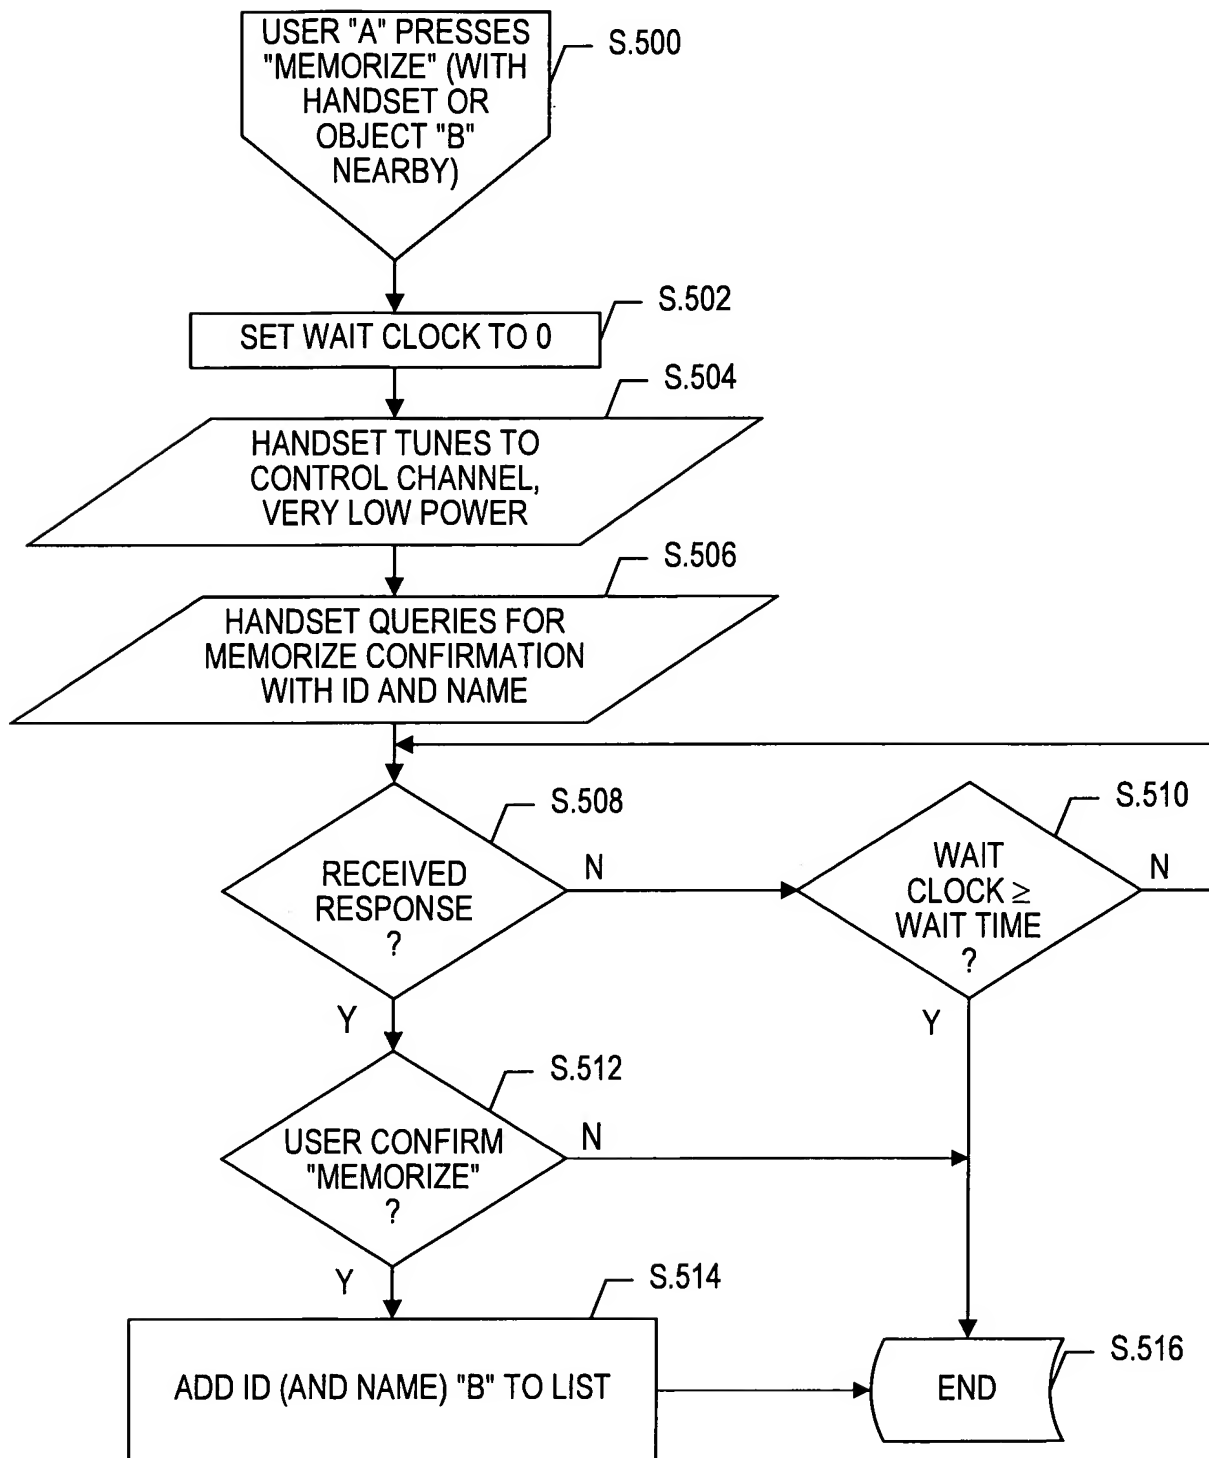 USER "A" PRESSES
"MEMORIZE" (WITH
HANDSET OR
OBJECT "B"
NEARBY)
S.500
S.502
SET WAIT CLOCK TO 0
S.504
HANDSET TUNES TO
CONTROL CHANNEL,
VERY LOW POWER
S.506
HANDSET QUERIES FOR
MEMORIZE CONFIRMATION
WITH ID AND NAME
S.508
RECEIVED
RESPONSE
?
N
Y
S.510
WAIT
CLOCK ≥
WAIT TIME
?
N
Y
S.512
USER CONFIRM
"MEMORIZE"
?
N
Y
S.514
ADD ID (AND NAME) "B" TO LIST
S.516
END